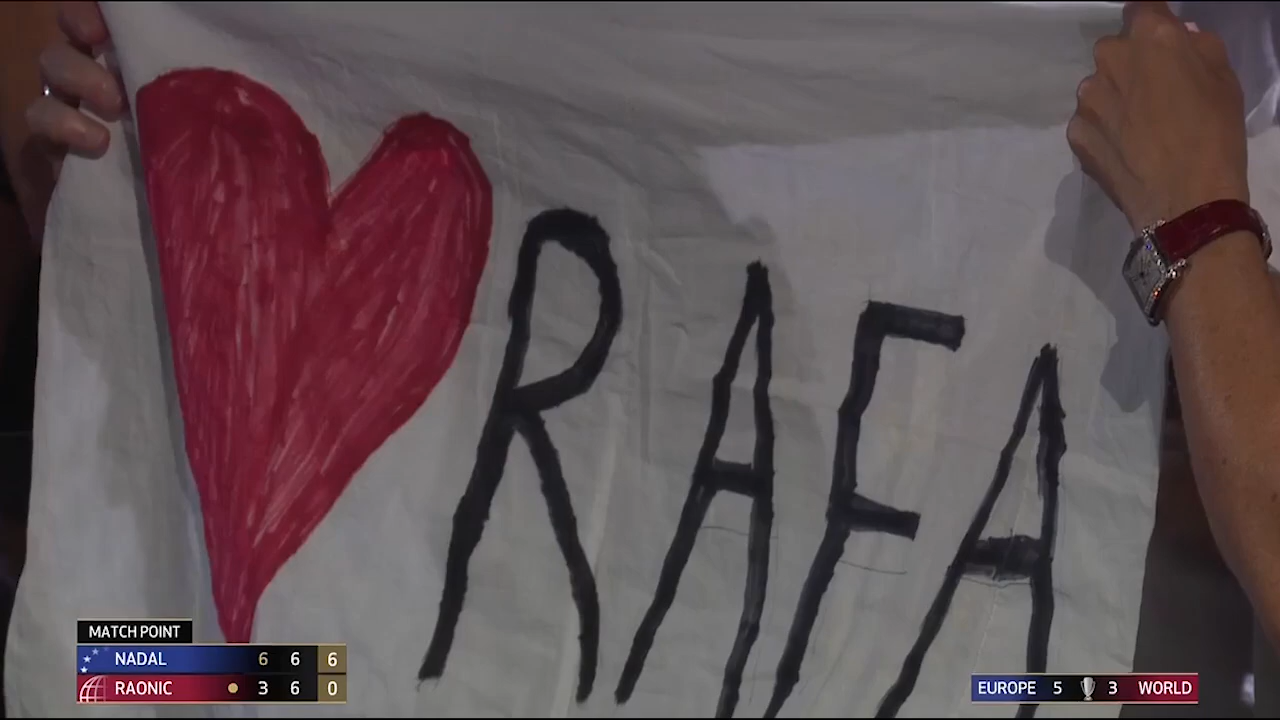 RAFA
MATCH POINT
NADAL 6 6 6
RAONIC 3 6 0
EUROPE 5 3 WORLD